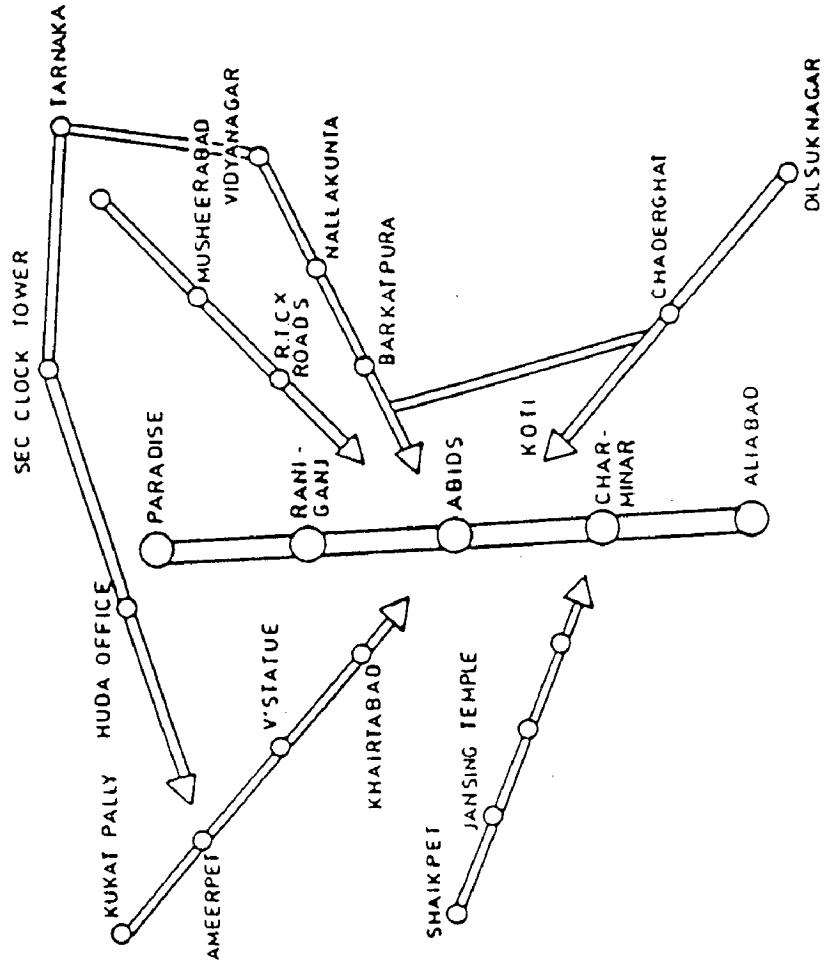 TARNAKA
SEC CLOCK TOWER
MUSHEERABAD
VIDYANAGAR
R.T.C X
ROADS
NALLAKUNTA
BARKATPURA
PARADISE
RANI-
GANJ
ABIDS
KOTI
CHADERGHAT
DILSUKNAGAR
CHAR-
MINAR
ALIABAD
HUDA OFFICE
KUKAT PALLY
AMEERPET
V'STATUE
KHAIRTABAD
SHAIKPET
JANSING TEMPLE